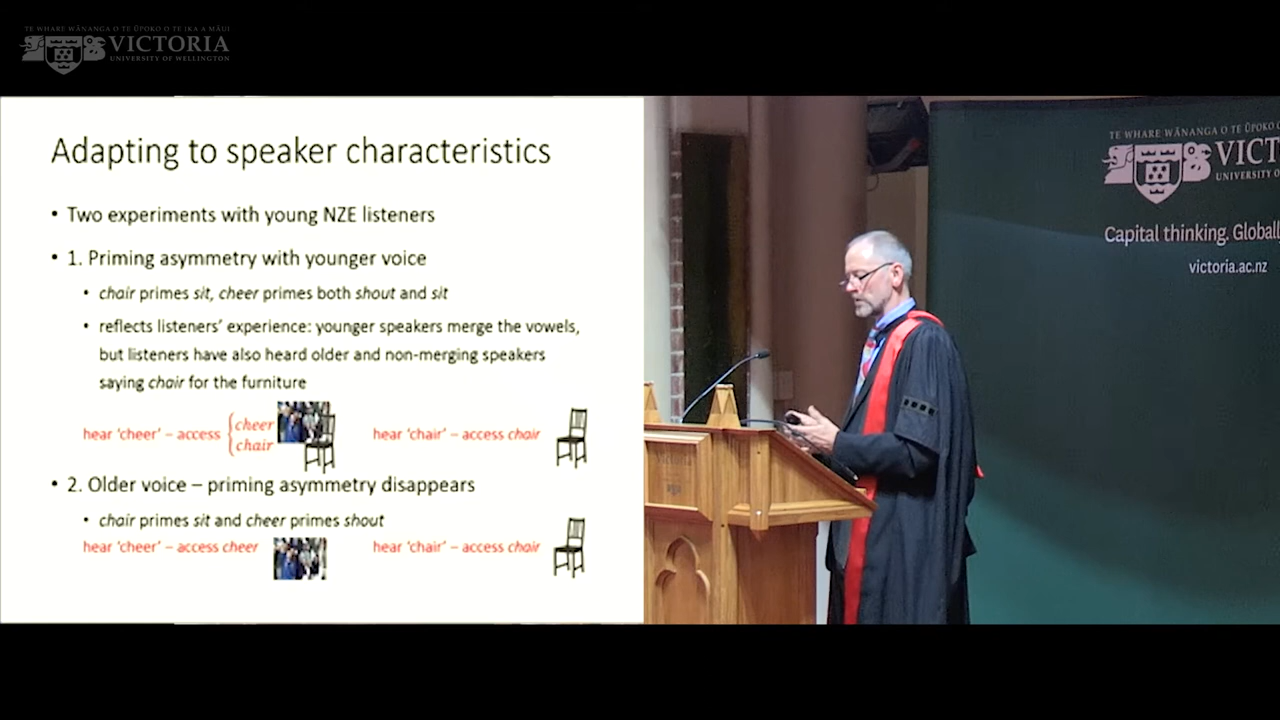 TE WHARE WĀNANGA O TE ŪPOKO O TE IKA A MĀUI
VICTORIA
UNIVERSITY OF WELLINGTON
Adapting to speaker characteristics
• Two experiments with young NZE listeners
• 1. Priming asymmetry with younger voice
• chair primes sit, cheer primes both shout and sit
• reflects listeners' experience: younger speakers merge the vowels,
but listeners have also heard older and non-merging speakers
saying chair for the furniture
hear 'cheer' – access { cheer
chair
hear 'chair' – access chair
• 2. Older voice – priming asymmetry disappears
• chair primes sit and cheer primes shout
hear 'cheer' – access cheer
hear 'chair' – access chair
TE WHARE WĀNANGA O TE ŪPOKO O
VICT
UNIVERSITY O
Capital thinking. Globall
victoria.ac.nz